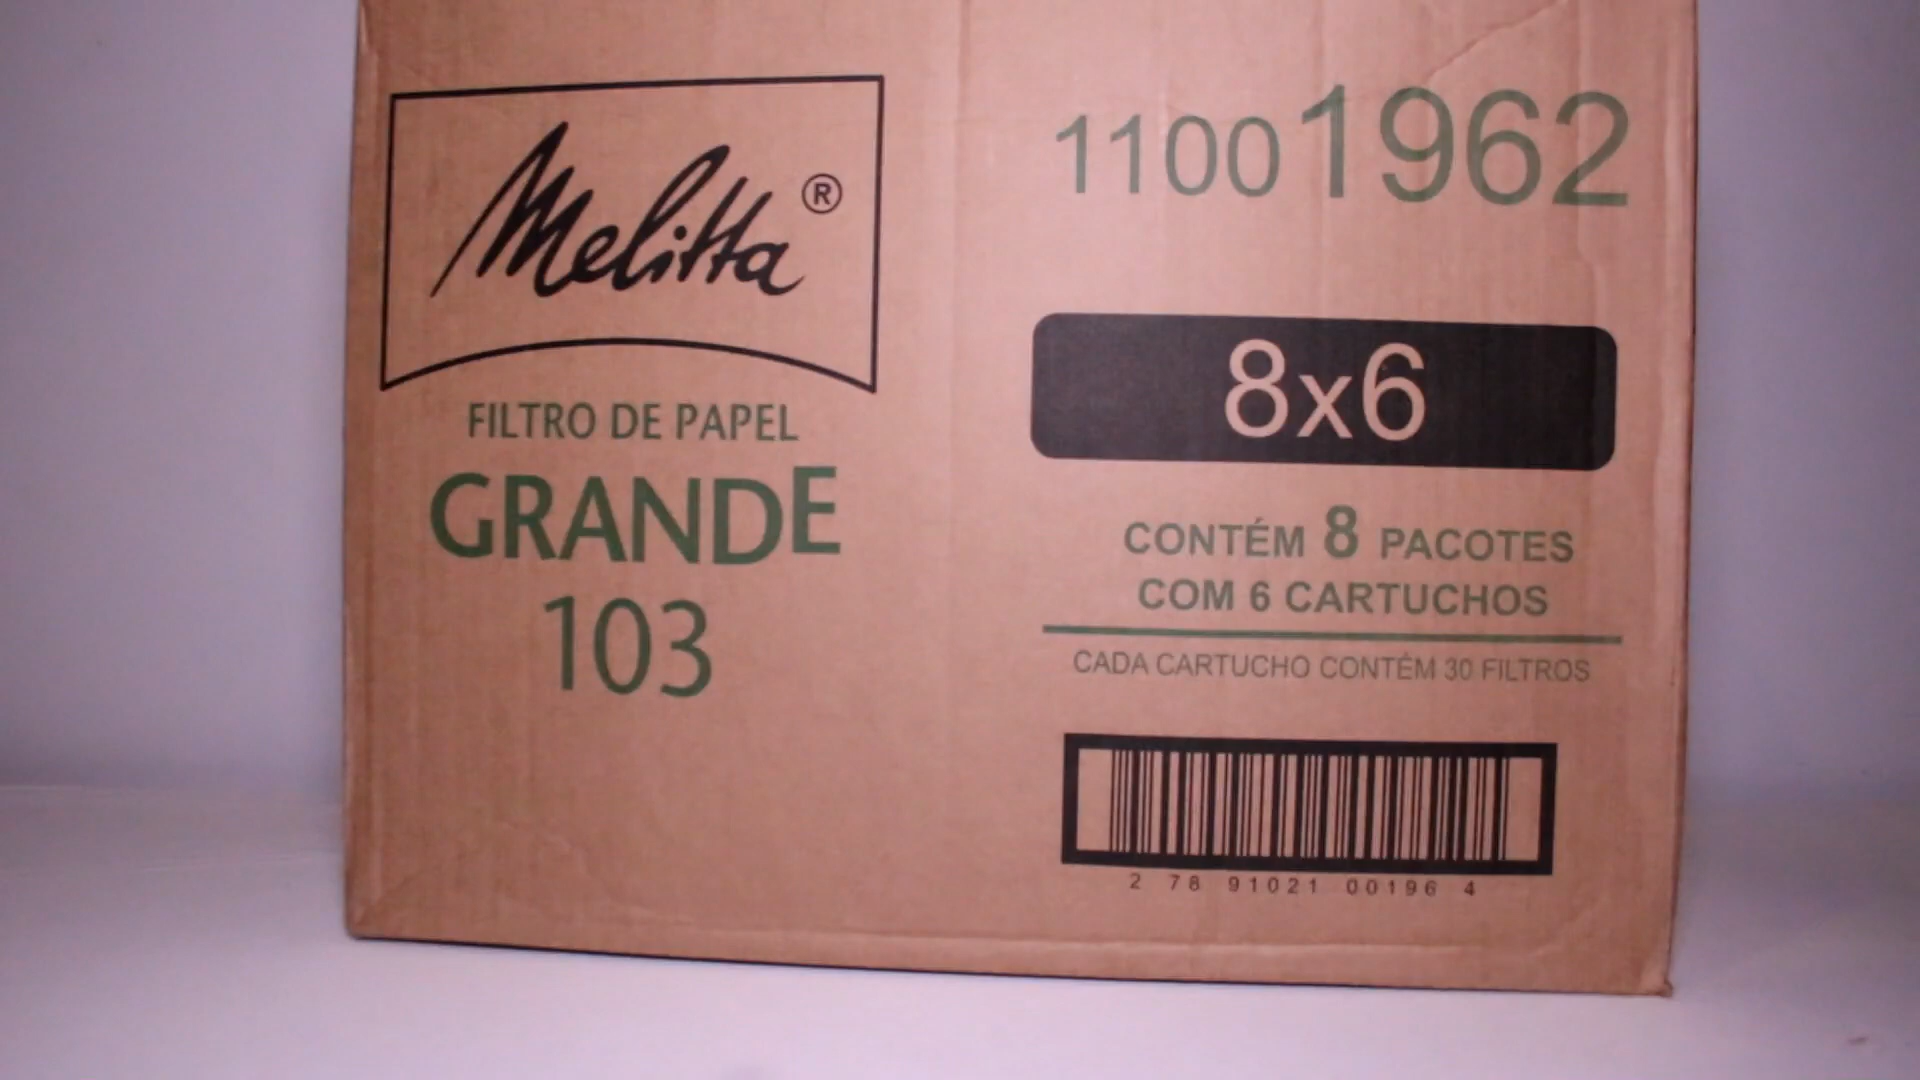 Melitta®
FILTRO DE PAPEL
GRANDE
103
11001962
8x6
CONTÉM 8 PACOTES
COM 6 CARTUCHOS
CADA CARTUCHO CONTÉM 30 FILTROS
2 78 91021 00196 4